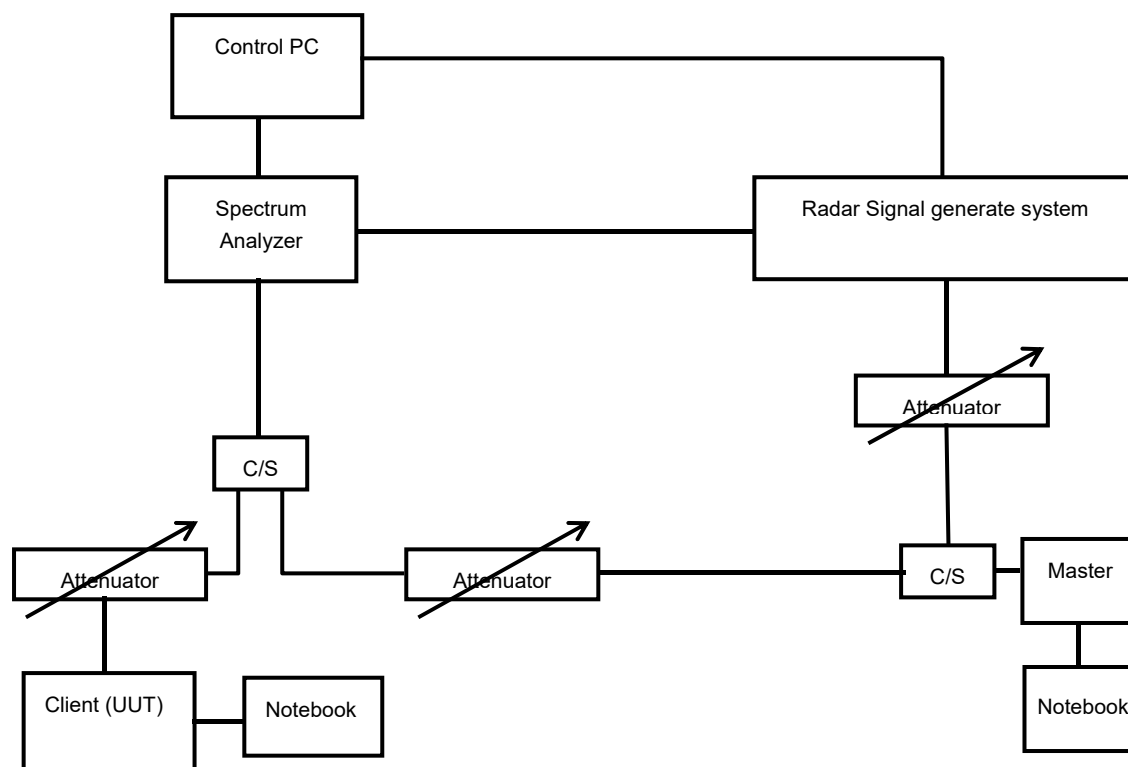 Control PC
Spectrum
Analyzer
Radar Signal generate system
Attenuator
C/S
Attenuator
Attenuator
C/S
Master
Client (UUT)
Notebook
Notebook